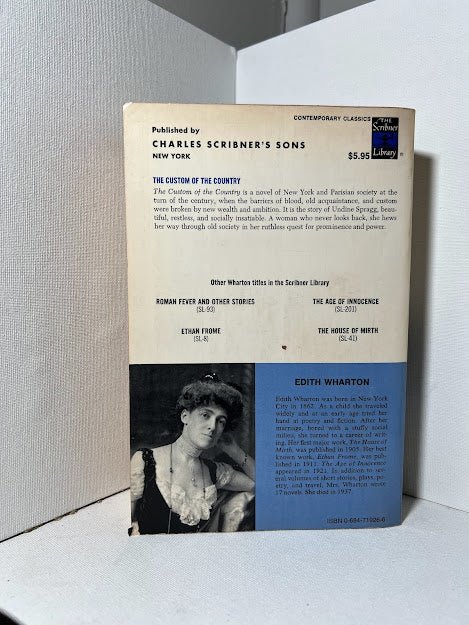 CONTEMPORARY CLASSICS
THE
Scribner
Library
Published by
CHARLES SCRIBNER'S SONS
NEW YORK
$5.95
THE CUSTOM OF THE COUNTRY
The Custom of the Country is a novel of New York and Parisian society at
the turn of the century, when the barriers of blood, old acquaintance, and custom
were broken by new wealth and ambition. It is the story of Undine Spragg, beau-
tiful, restless, and socially insatiable. A woman who never looks back, she hews
her way through old society in her ruthless quest for prominence and power.
Other Wharton titles in the Scribner Library
ROMAN FEVER AND OTHER STORIES
(SL-93)
THE AGE OF INNOCENCE
(SL-201)
ETHAN FROME
(SL-8)
THE HOUSE OF MIRTH
(SL-41)
EDITH WHARTON
Edith Wharton was born in New York
City in 1862. As a child she traveled
widely and at an early age tried her
hand in poetry and fiction. After her
marriage, bored with a stuffy social
milieu, she turned to a career of writ-
ing. Her first major work, The House of
Mirth, was published in 1905. Her best
known work, Ethan Frome, was pub-
lished in 1911. The Age of Innocence
appeared in 1921. In addition to sev-
eral volumes of short stories, plays, po-
etry, and travel, Mrs. Wharton wrote
17 novels. She died in 1937.
ISBN 0-684-71926-6